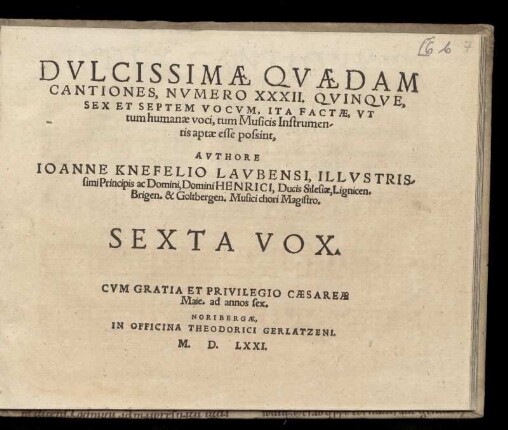 DVLCISSIMÆ QVÆDAM
CANTIONES, NVMERO XXXII. QVINQVE,
SEX ET SEPTEM VOCVM, ITA FACTÆ, VT
tum humanæ voci, tum Musicis Instrumen-
tis aptæ esse possint,
AVTHORE
IOANNE KNEFELIO LAVBENSI, ILLVSTRIS-
simi Principis ac Domini, Domini HENRICI, Ducis Silesiæ, Lignicen.
Brigen. & Goltbergen. Musici chori Magistro.
SEXTA VOX.
CVM GRATIA ET PRIVILEGIO CÆSAREÆ
Maie. ad annos sex.
NORIBERGÆ,
IN OFFICINA THEODORICI GERLATZENI.
M. D. LXXI.